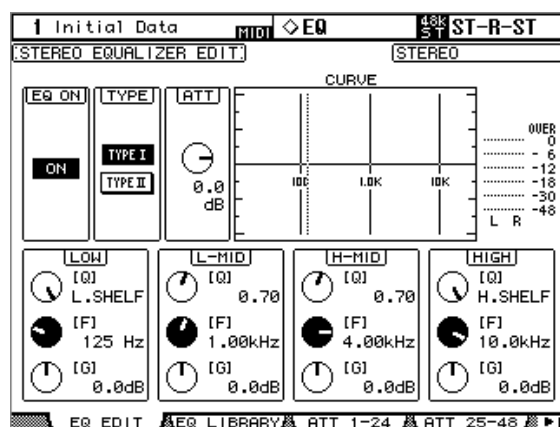 1 Initial Data MIDI ◇EQ 48k ST ST-R-ST
STEREO EQUALIZER EDIT STEREO
EQ ON TYPE ATT CURVE
ON TYPE I
TYPE II
0.0 dB
100 1.0K 10K
OVER
0
- 6
-12
-18
-30
-48
L R
LOW L-MID H-MID HIGH
[Q] [Q] [Q] [Q]
L.SHELF 0.70 0.70 H.SHELF
[F] [F] [F] [F]
125 Hz 1.00kHz 4.00kHz 10.0kHz
[G] [G] [G] [G]
0.0dB 0.0dB 0.0dB 0.0dB
EQ EDIT EQ LIBRARY ATT 1-24 ATT 25-48